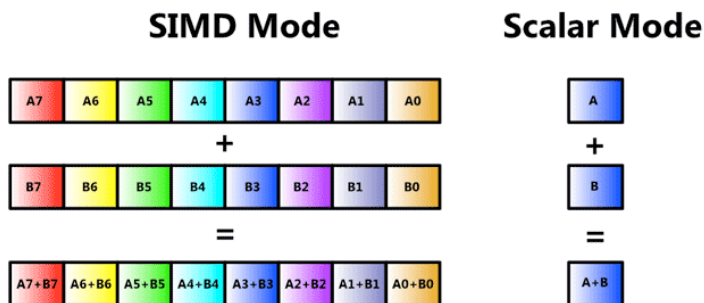 SIMD Mode Scalar Mode
A7 A6 A5 A4 A3 A2 A1 A0 A
+ +
B7 B6 B5 B4 B3 B2 B1 B0 B
= =
A7+B7 A6+B6 A5+B5 A4+B4 A3+B3 A2+B2 A1+B1 A0+B0 A+B